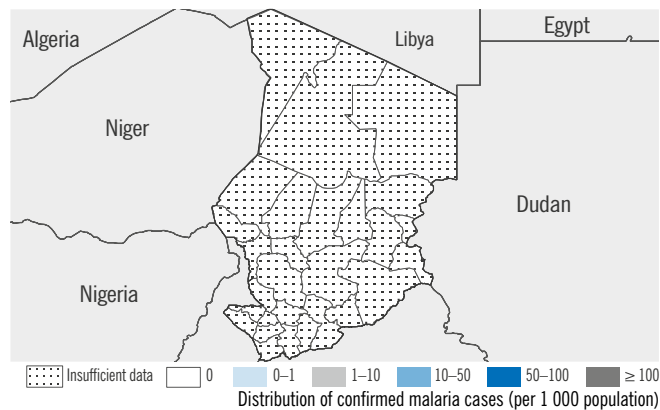 Algeria
Libya
Egypt
Niger
Dudan
Nigeria
Insufficient data 0 0–1 1–10 10–50 50–100 ≥ 100
Distribution of confirmed malaria cases (per 1 000 population)